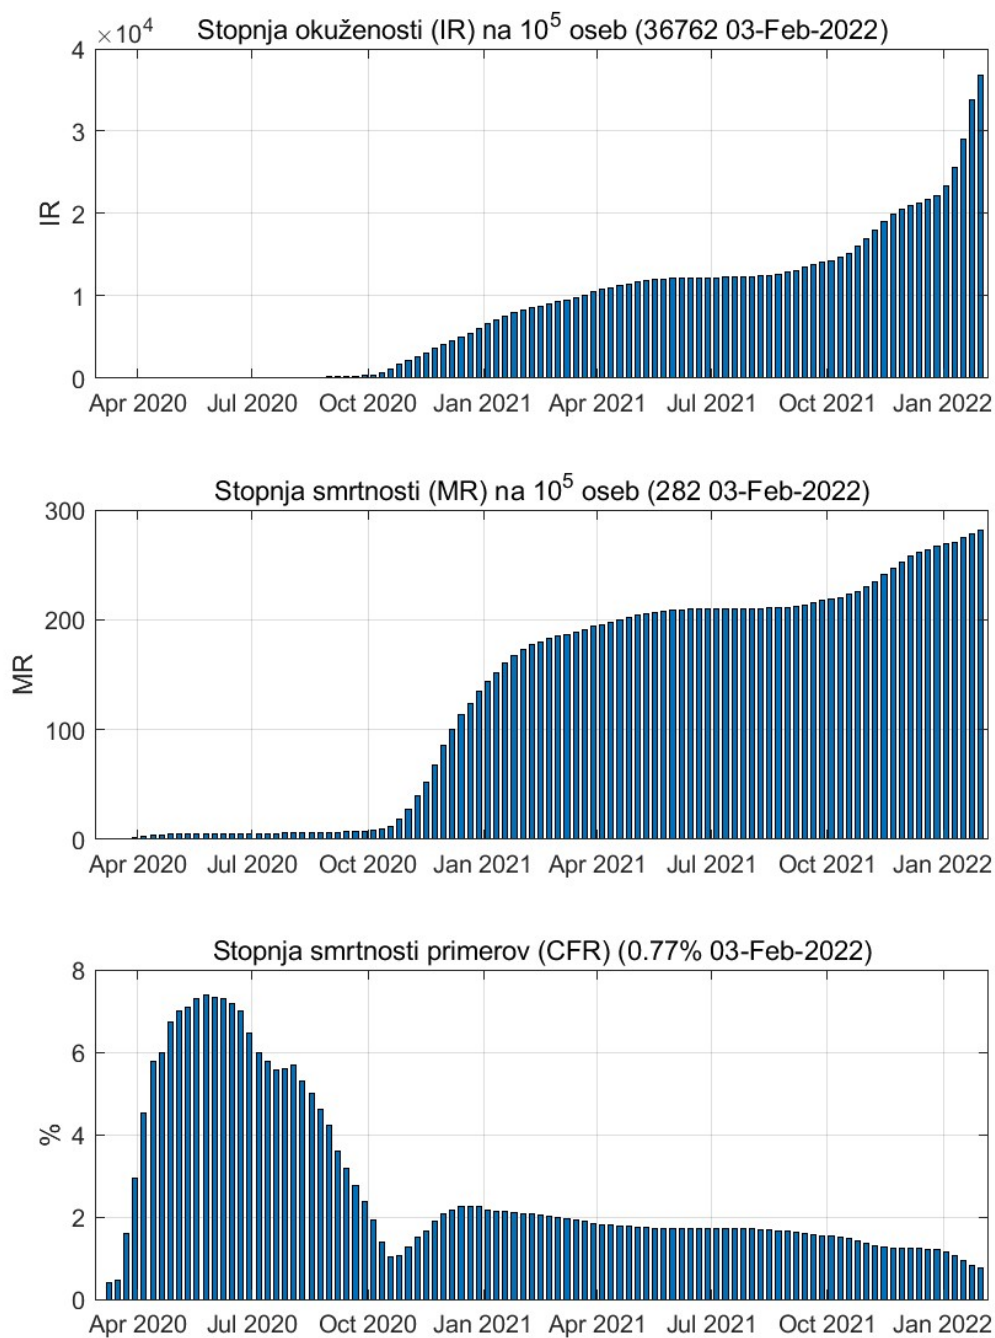 Stopnja okuženosti (IR) na 10^5 oseb (36762 03-Feb-2022)
×10^4
4
3
2
1
0
IR
Apr 2020 Jul 2020 Oct 2020 Jan 2021 Apr 2021 Jul 2021 Oct 2021 Jan 2022
Stopnja smrtnosti (MR) na 10^5 oseb (282 03-Feb-2022)
300
200
100
0
MR
Apr 2020 Jul 2020 Oct 2020 Jan 2021 Apr 2021 Jul 2021 Oct 2021 Jan 2022
Stopnja smrtnosti primerov (CFR) (0.77% 03-Feb-2022)
8
6
4
2
0
%
Apr 2020 Jul 2020 Oct 2020 Jan 2021 Apr 2021 Jul 2021 Oct 2021 Jan 2022